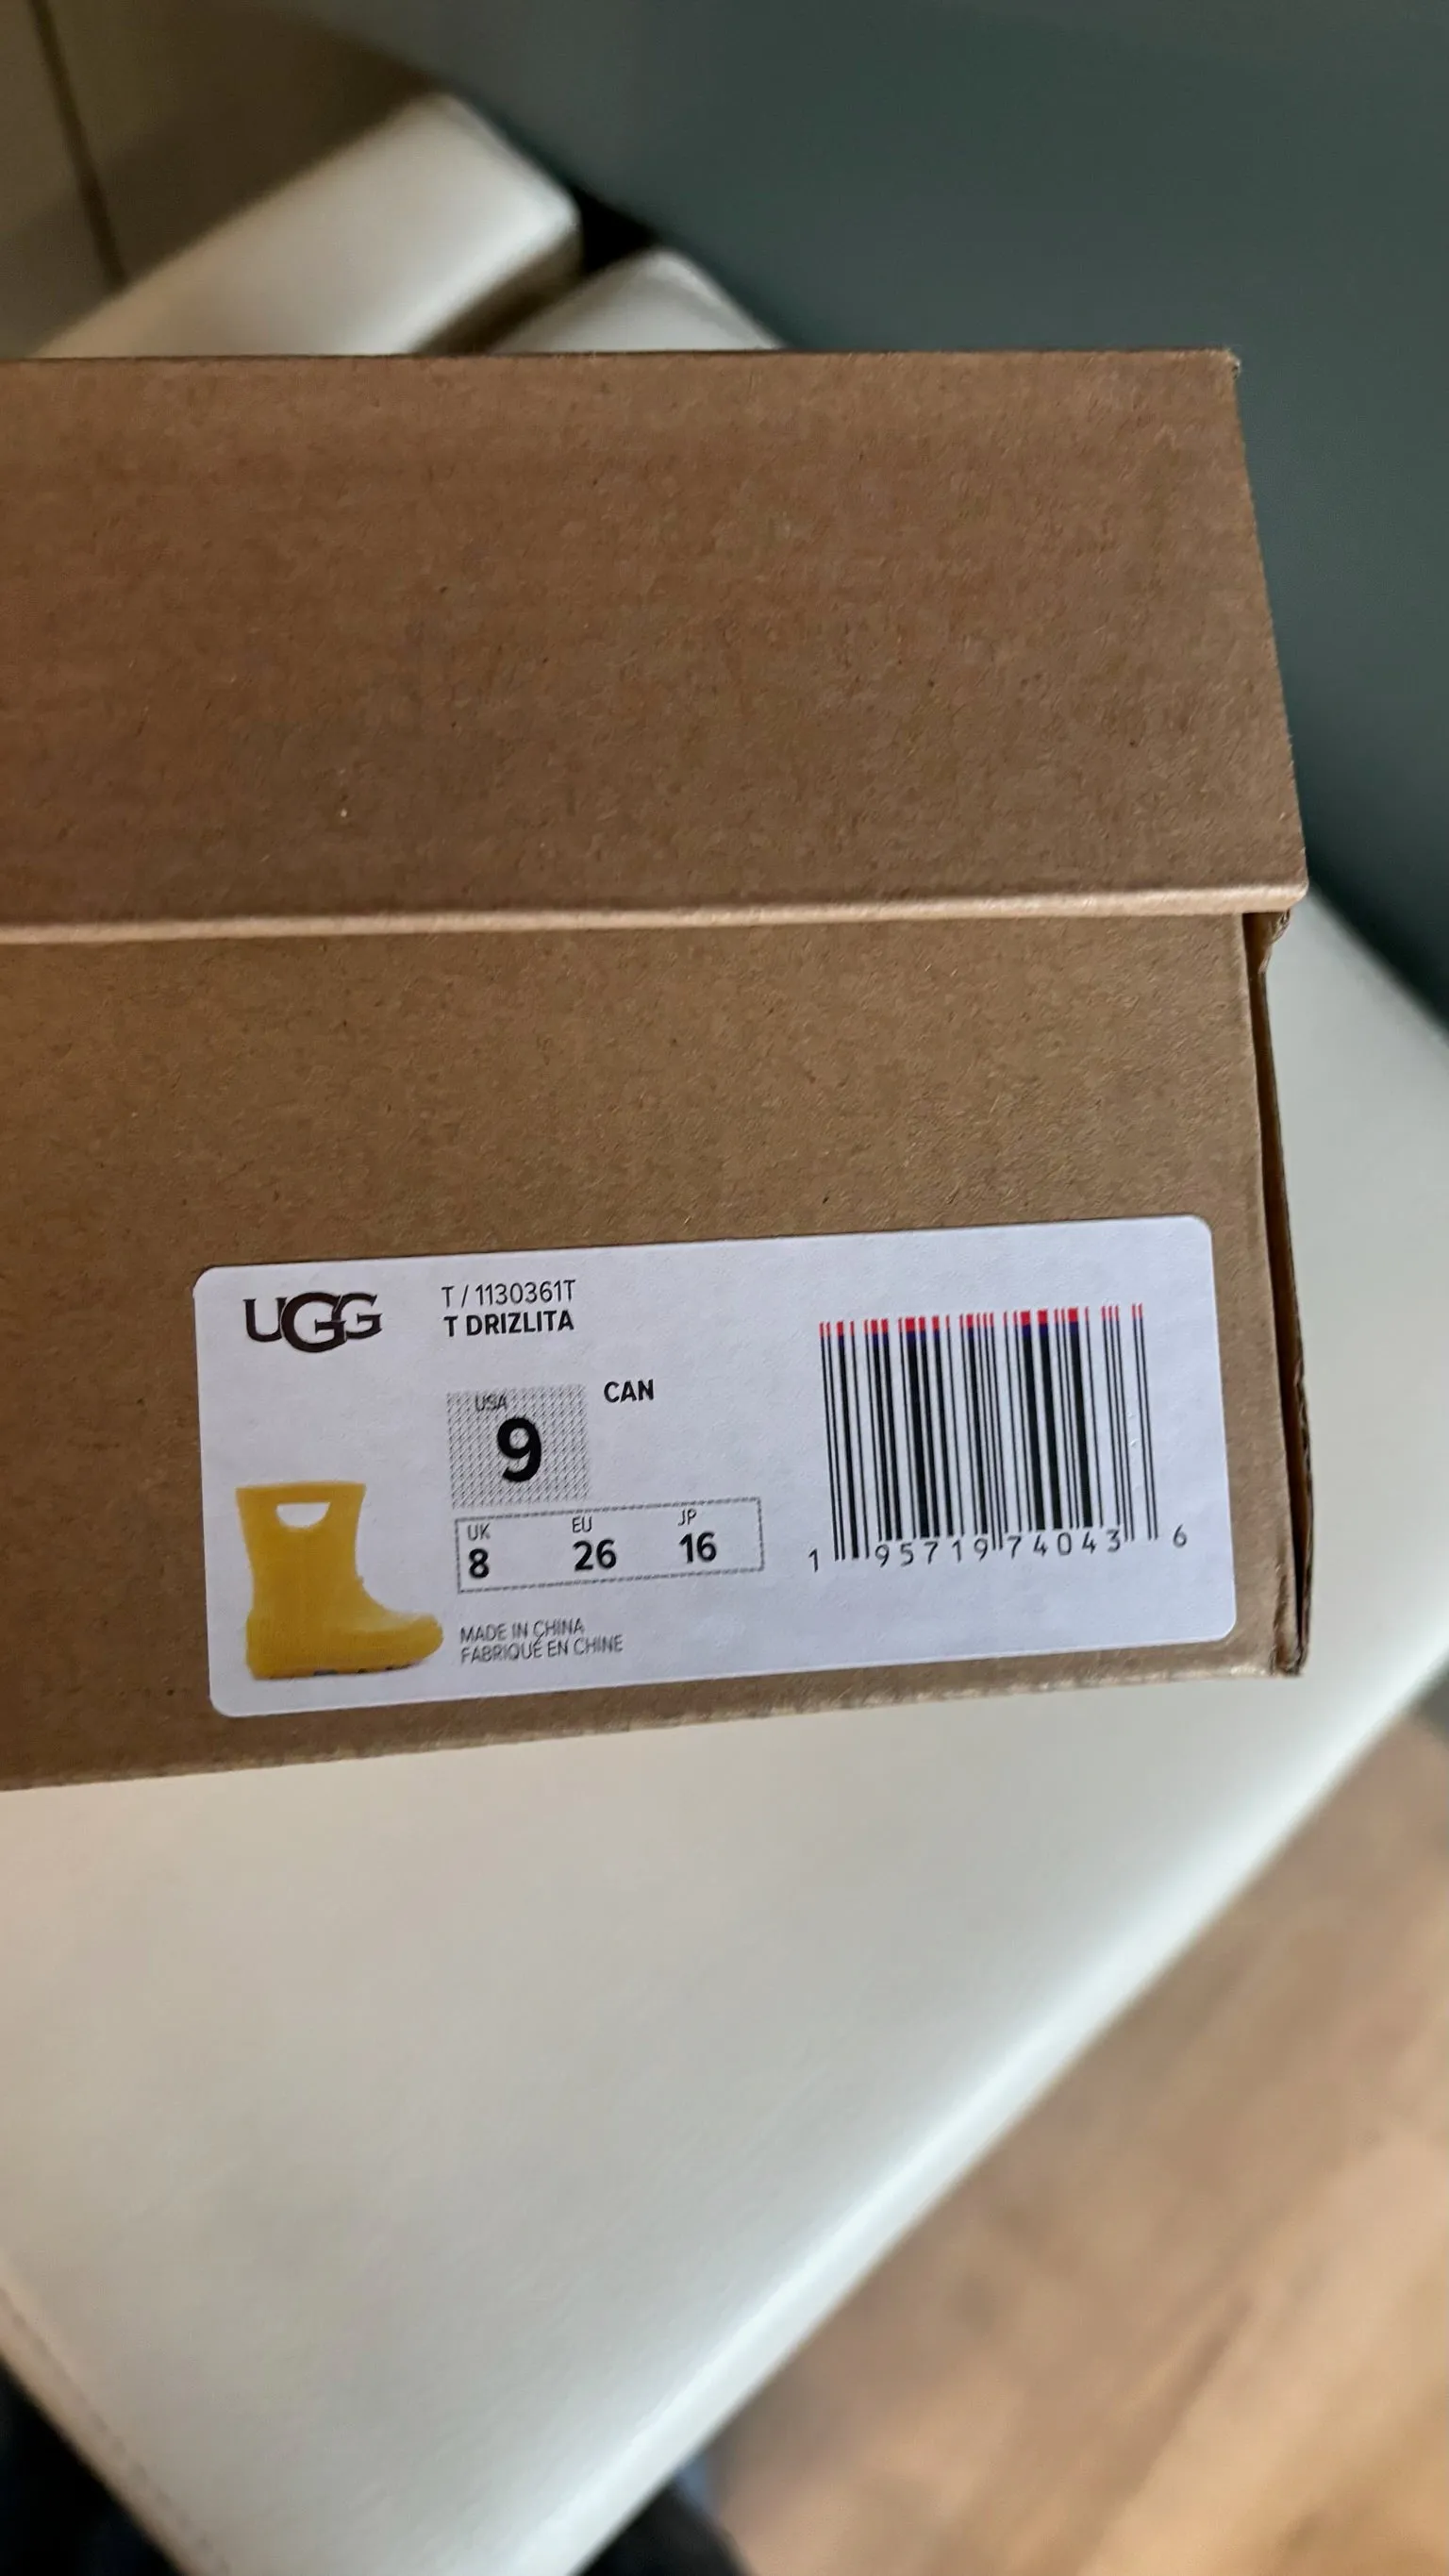 UGG
T / 1130361T
T DRIZLITA
USA
9
CAN
UK EU JP
8 26 16
MADE IN CHINA
FABRIQUÉ EN CHINE
1 95719 74043 6